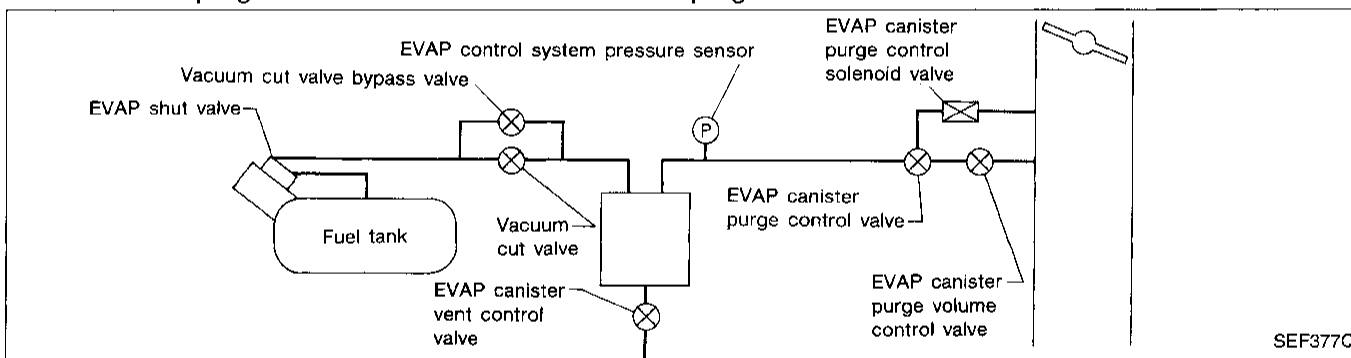 EVAP canister
purge control
solenoid valve
EVAP control system pressure sensor
Vacuum cut valve bypass valve
EVAP shut valve
P
EVAP canister
purge control valve
Fuel tank
Vacuum
cut valve
EVAP canister
vent control
valve
EVAP canister
purge volume
control valve